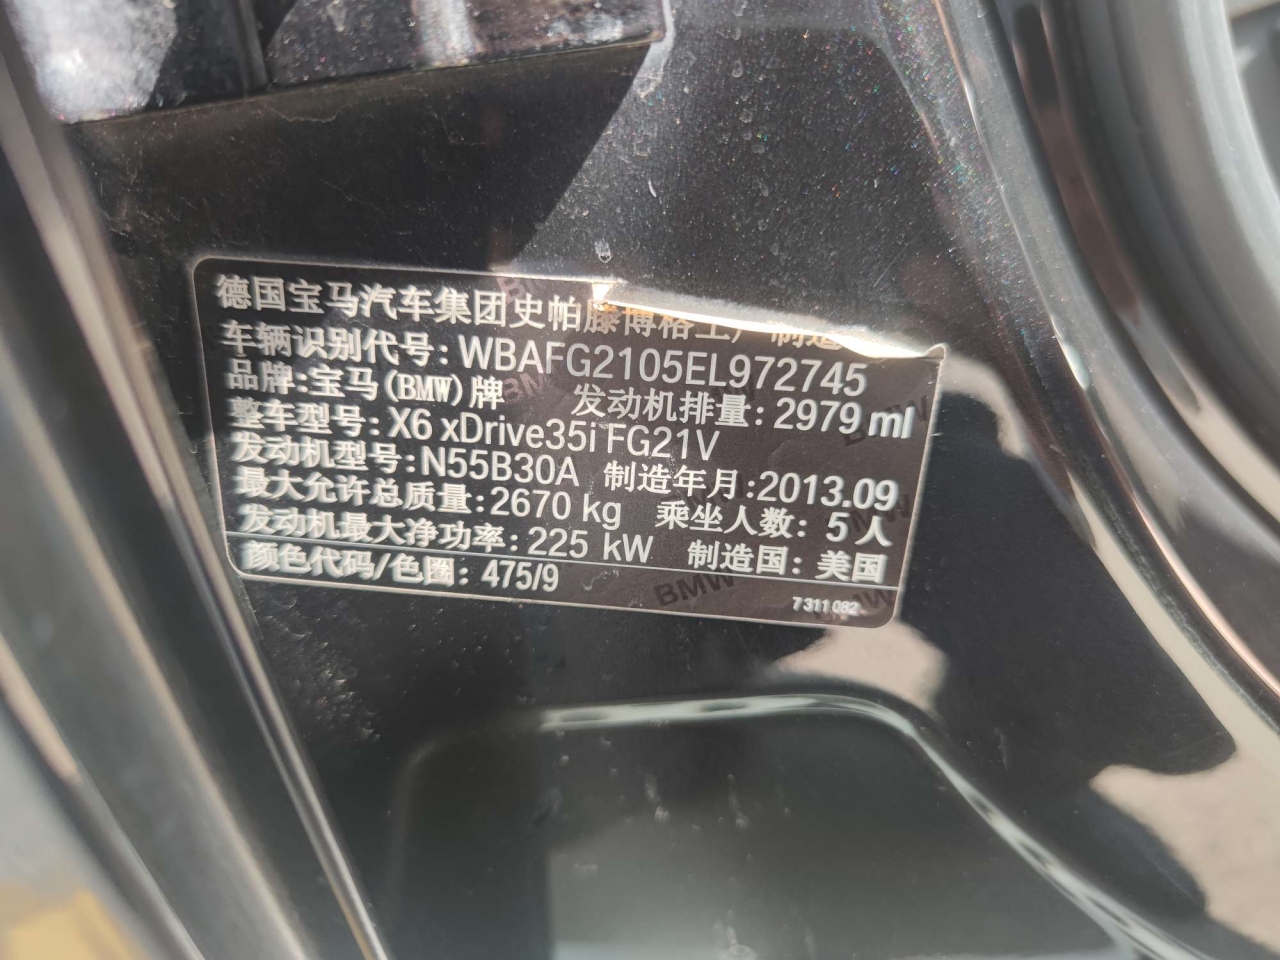 德国宝马汽车集团史帕滕博格工厂制造
车辆识别代号: WBAFG2105EL972745
品牌:宝马(BMW)牌 发动机排量: 2979 ml
整车型号: X6 xDrive35i FG21V
发动机型号:N55B30A 制造年月:2013.09
最大允许总质量:2670 kg 乘坐人数: 5人
发动机最大净功率: 225 kW 制造国: 美国
颜色代码/色圈: 475/9
7 311 082
BMW